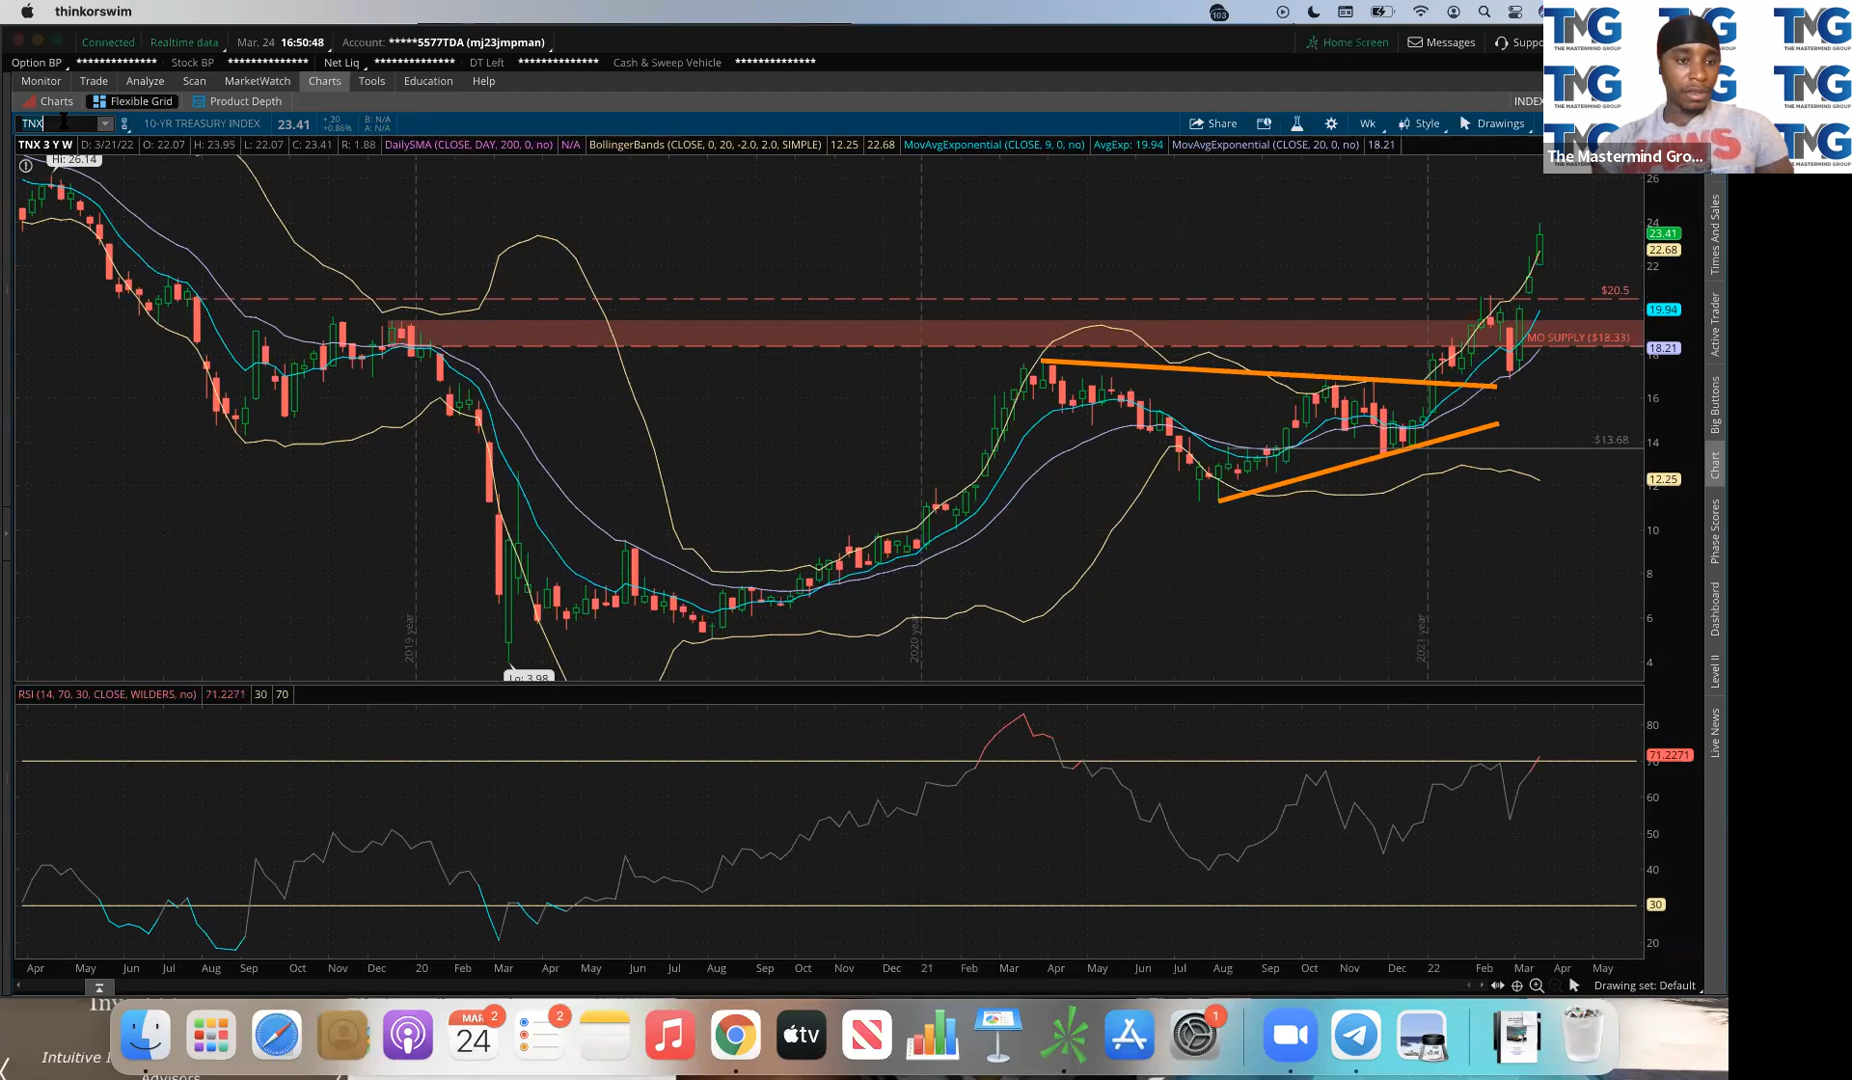 thinkorswim
103
Connected Realtime data Mar, 24 16:50:48 Account: *****5577TDA (mj23jmpman) Home Screen Messages Suppo
Option BP ************** Stock BP ************** Net Liq ************** DT Left ************** Cash & Sweep Vehicle **************
Monitor Trade Analyze Scan MarketWatch Charts Tools Education Help
Charts Flexible Grid Product Depth INDEX
TNX 10-YR TREASURY INDEX 23.41 +.20 +0.86% B: N/A A: N/A Share Wk Style Drawings
TNX 3 Y W D: 3/21/22 O: 22.07 H: 23.95 L: 22.07 C: 23.41 R: 1.88 DailySMA (CLOSE, DAY, 200, 0, no) N/A BollingerBands (CLOSE, 0, 20, -2.0, 2.0, SIMPLE) 12.25 22.68 MovAvgExponential (CLOSE, 9, 0, no) AvgExp: 19.94 MovAvgExponential (CLOSE, 20, 0, no) 18.21
TMG
THE MASTERMIND GROUP
The Mastermind Gro...
Hi: 26.14
26
24
23.41
22.68
22
$20.5
19.94
MO SUPPLY ($18.33)
18.21
16
$13.68
14
12.25
10
8
6
4
2019 year
2020 year
2021 year
Lo: 3.98
RSI (14, 70, 30, CLOSE, WILDERS, no) 71.2271 30 70
80
71.2271
60
50
40
30
20
Apr May Jun Jul Aug Sep Oct Nov Dec 20 Feb Mar Apr May Jun Jul Aug Sep Oct Nov Dec 21 Feb Mar Apr May Jun Jul Aug Sep Oct Nov Dec 22 Feb Mar Apr May
Drawing set: Default
Times And Sales
Active Trader
Big Buttons
Chart
Phase Scores
Dashboard
Level II
Live News
Intuitive
Advisors
MAR 2
24
2
tv
1